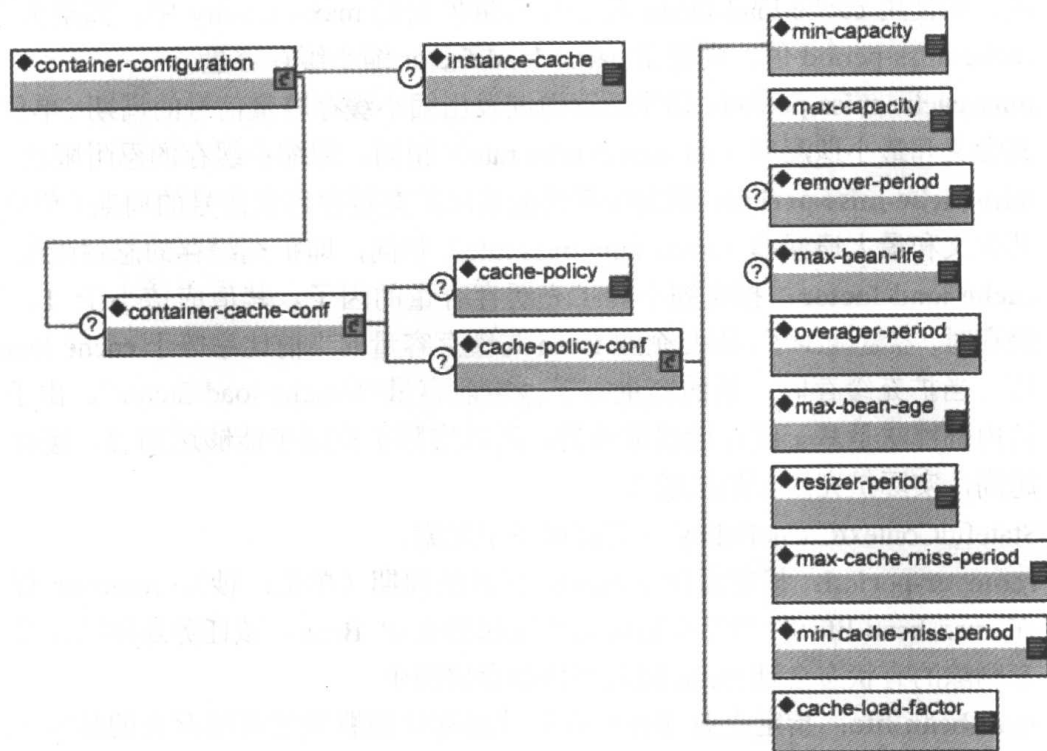 container-configuration
?
instance-cache
?
container-cache-conf
cache-policy
?
cache-policy-conf
?
min-capacity
max-capacity
?
remover-period
?
max-bean-life
overager-period
max-bean-age
resizer-period
max-cache-miss-period
min-cache-miss-period
cache-load-factor